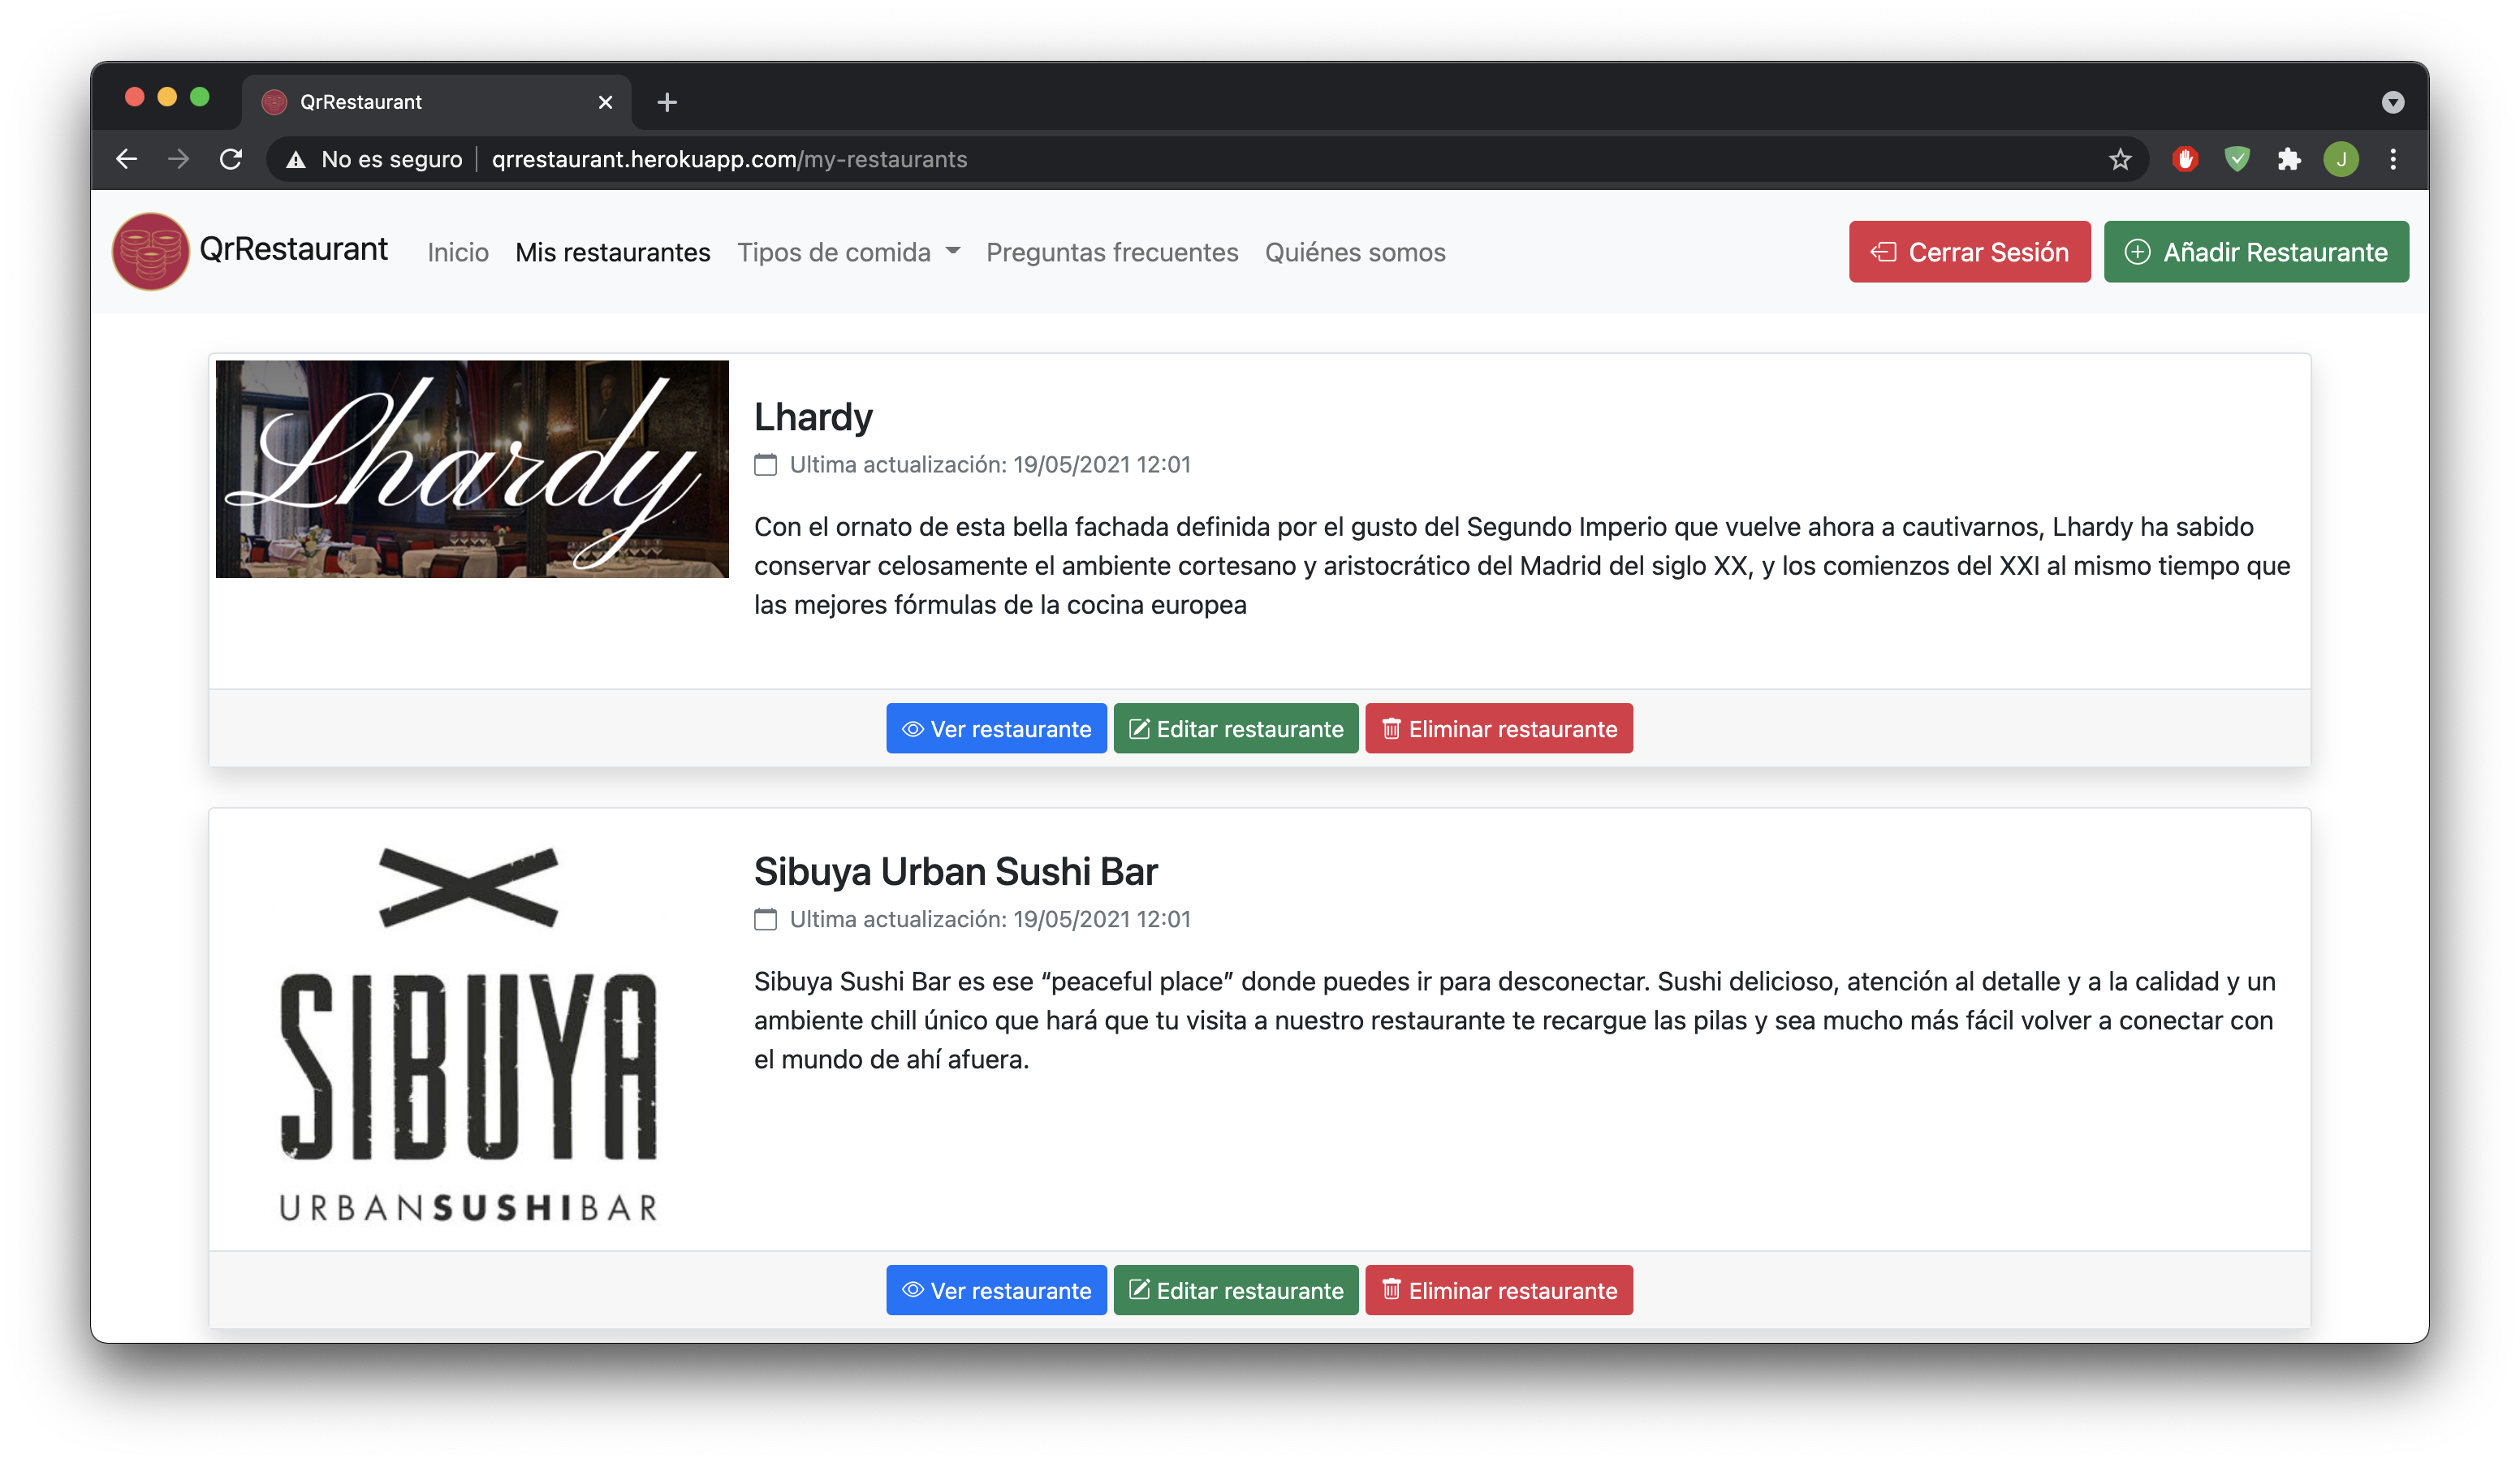 QrRestaurant
No es seguro qrrestaurant.herokuapp.com/my-restaurants
J
QrRestaurant Inicio Mis restaurantes Tipos de comida Preguntas frecuentes Quiénes somos Cerrar Sesión Añadir Restaurante
Lhardy
Lhardy
Ultima actualización: 19/05/2021 12:01
Con el ornato de esta bella fachada definida por el gusto del Segundo Imperio que vuelve ahora a cautivarnos, Lhardy ha sabido
conservar celosamente el ambiente cortesano y aristocrático del Madrid del siglo XX, y los comienzos del XXI al mismo tiempo que
las mejores fórmulas de la cocina europea
Ver restaurante Editar restaurante Eliminar restaurante
SIBUYA
URBANSUSHIBAR
Sibuya Urban Sushi Bar
Ultima actualización: 19/05/2021 12:01
Sibuya Sushi Bar es ese “peaceful place” donde puedes ir para desconectar. Sushi delicioso, atención al detalle y a la calidad y un
ambiente chill único que hará que tu visita a nuestro restaurante te recargue las pilas y sea mucho más fácil volver a conectar con
el mundo de ahí afuera.
Ver restaurante Editar restaurante Eliminar restaurante